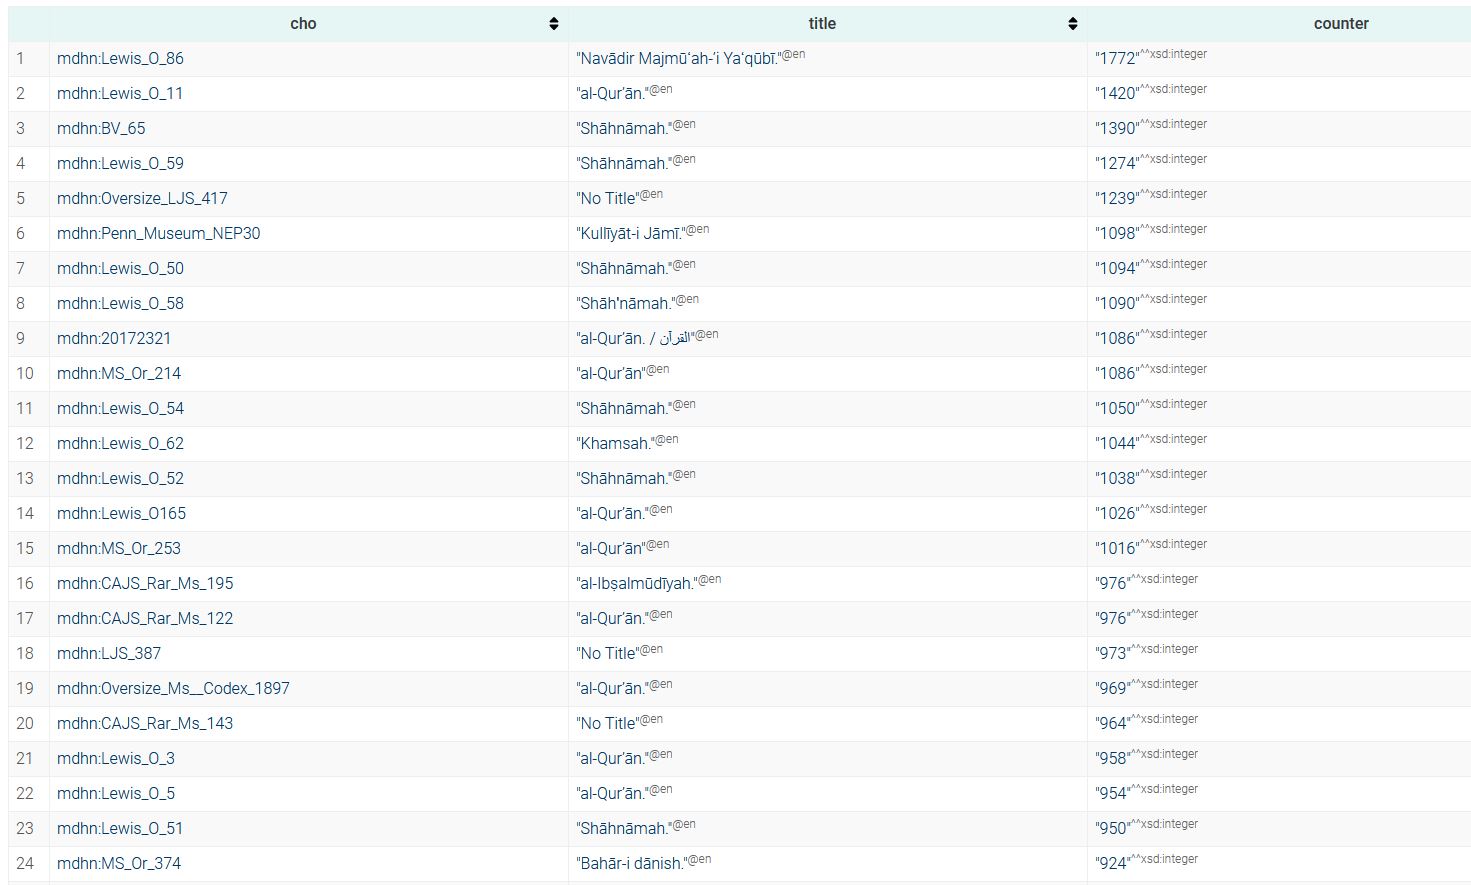 cho title counter
1 mdhn:Lewis_O_86 "Navādir Majmūʻah-ʼi Yaʻqūbī."@en "1772"^^xsd:integer
2 mdhn:Lewis_O_11 "al-Qurʼān."@en "1420"^^xsd:integer
3 mdhn:BV_65 "Shāhnāmah."@en "1390"^^xsd:integer
4 mdhn:Lewis_O_59 "Shāhnāmah."@en "1274"^^xsd:integer
5 mdhn:Oversize_LJS_417 "No Title"@en "1239"^^xsd:integer
6 mdhn:Penn_Museum_NEP30 "Kullīyāt-i Jāmī."@en "1098"^^xsd:integer
7 mdhn:Lewis_O_50 "Shāhnāmah."@en "1094"^^xsd:integer
8 mdhn:Lewis_O_58 "Shāh'nāmah."@en "1090"^^xsd:integer
9 mdhn:20172321 "al-Qurʼān. / القرآن"@en "1086"^^xsd:integer
10 mdhn:MS_Or_214 "al-Qurʼān"@en "1086"^^xsd:integer
11 mdhn:Lewis_O_54 "Shāhnāmah."@en "1050"^^xsd:integer
12 mdhn:Lewis_O_62 "Khamsah."@en "1044"^^xsd:integer
13 mdhn:Lewis_O_52 "Shāhnāmah."@en "1038"^^xsd:integer
14 mdhn:Lewis_O165 "al-Qurʼān."@en "1026"^^xsd:integer
15 mdhn:MS_Or_253 "al-Qurʼān"@en "1016"^^xsd:integer
16 mdhn:CAJS_Rar_Ms_195 "al-Ibṣalmūdīyah."@en "976"^^xsd:integer
17 mdhn:CAJS_Rar_Ms_122 "al-Qurʼān."@en "976"^^xsd:integer
18 mdhn:LJS_387 "No Title"@en "973"^^xsd:integer
19 mdhn:Oversize_Ms__Codex_1897 "al-Qurʼān."@en "969"^^xsd:integer
20 mdhn:CAJS_Rar_Ms_143 "No Title"@en "964"^^xsd:integer
21 mdhn:Lewis_O_3 "al-Qurʼān."@en "958"^^xsd:integer
22 mdhn:Lewis_O_5 "al-Qurʼān."@en "954"^^xsd:integer
23 mdhn:Lewis_O_51 "Shāhnāmah."@en "950"^^xsd:integer
24 mdhn:MS_Or_374 "Bahār-i dānish."@en "924"^^xsd:integer